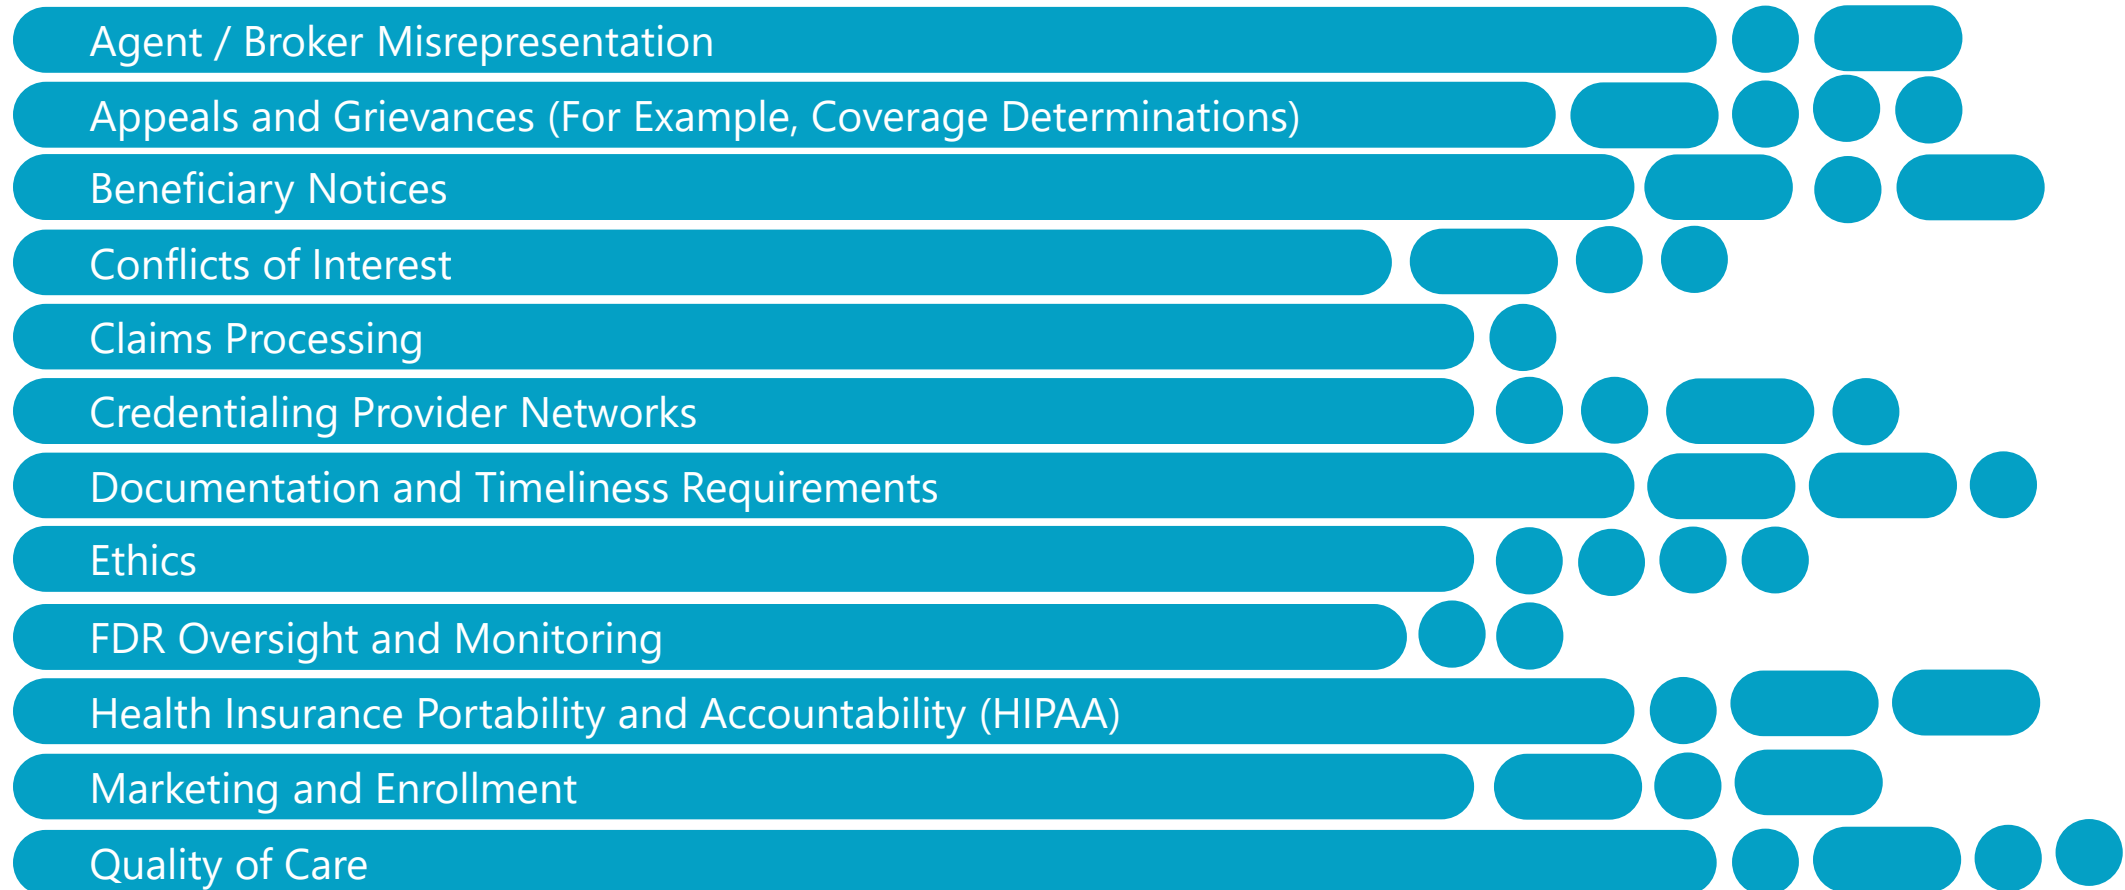 Agent / Broker Misrepresentation
Appeals and Grievances (For Example, Coverage Determinations)
Beneficiary Notices
Conflicts of Interest
Claims Processing
Credentialing Provider Networks
Documentation and Timeliness Requirements
Ethics
FDR Oversight and Monitoring
Health Insurance Portability and Accountability (HIPAA)
Marketing and Enrollment
Quality of Care